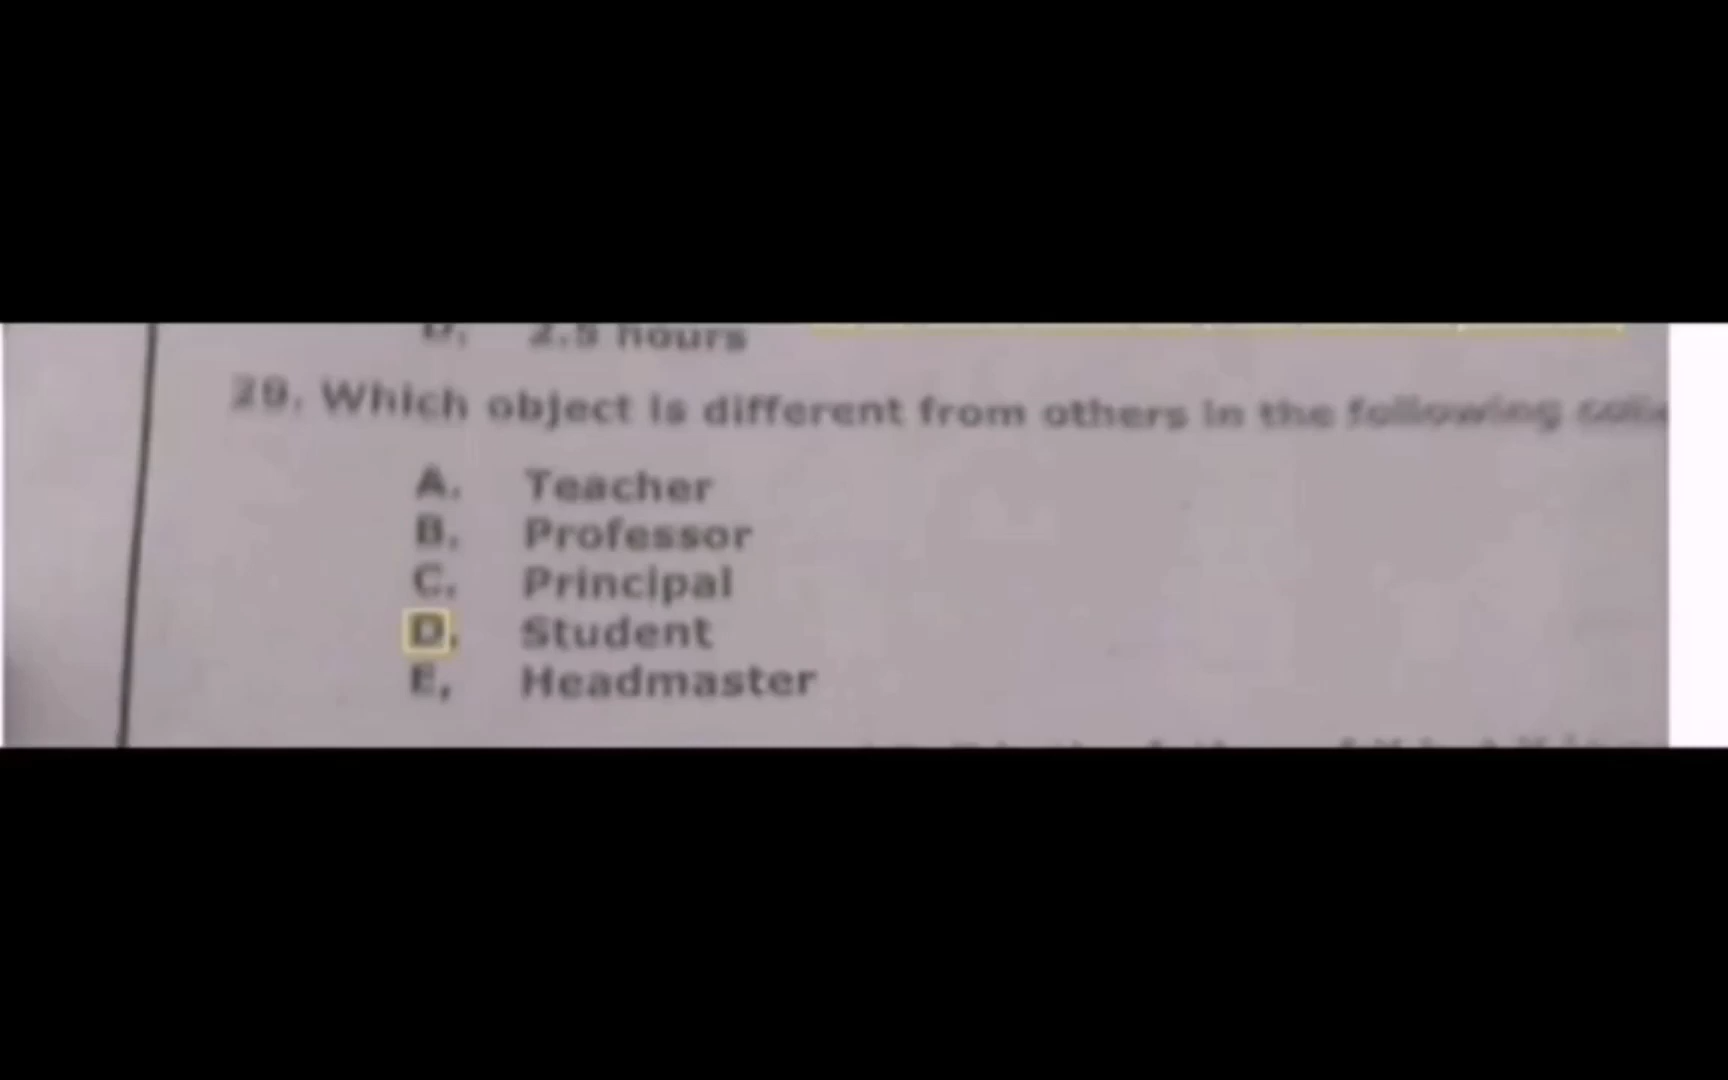 D. 2.5 hours
29. Which object is different from others in the following
A. Teacher
B. Professor
C. Principal
D. Student
E, Headmaster